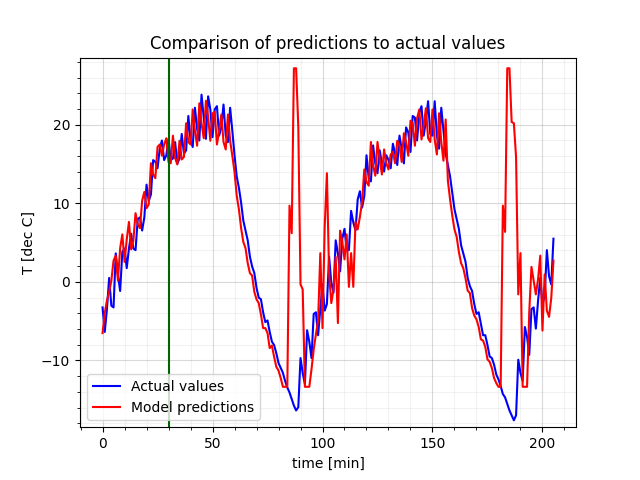 Comparison of predictions to actual values
T [dec C]
20
10
0
−10
Actual values
Model predictions
0
50
100
150
200
time [min]